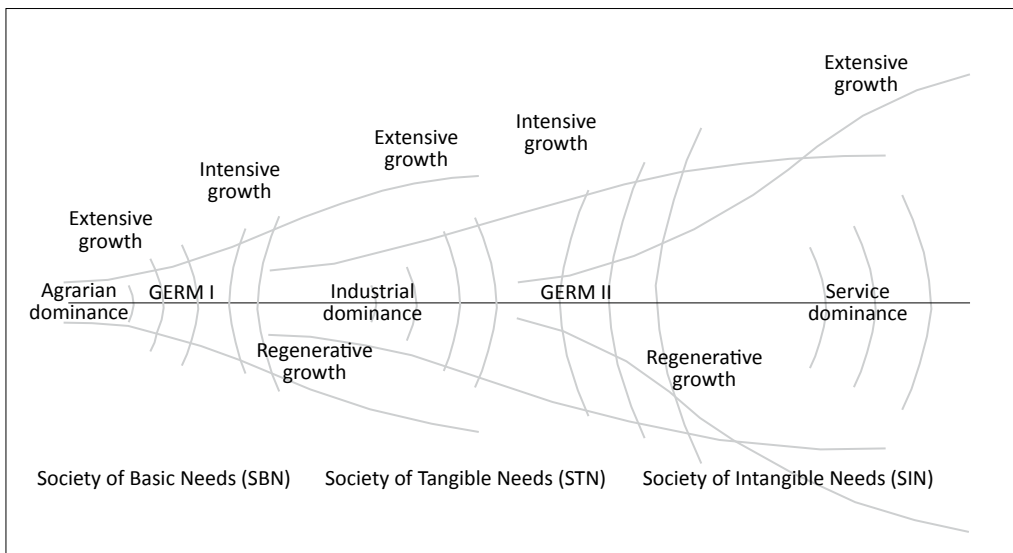 Extensive
growth
Extensive
growth
Intensive
growth
Intensive
growth
Extensive
growth
Agrarian
dominance
GERM I
Industrial
dominance
GERM II
Service
dominance
Regenerative
growth
Regenerative
growth
Society of Basic Needs (SBN)
Society of Tangible Needs (STN)
Society of Intangible Needs (SIN)